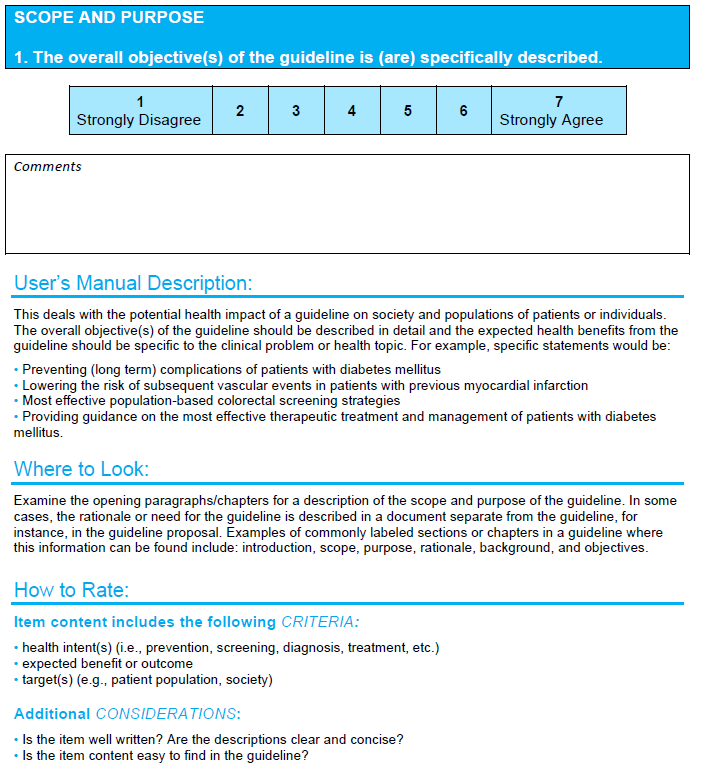 SCOPE AND PURPOSE
1. The overall objective(s) of the guideline is (are) specifically described.
1 2 3 4 5 6 7
Strongly Disagree Strongly Agree
Comments
User's Manual Description:
This deals with the potential health impact of a guideline on society and populations of patients or individuals.
The overall objective(s) of the guideline should be described in detail and the expected health benefits from the
guideline should be specific to the clinical problem or health topic. For example, specific statements would be:
• Preventing (long term) complications of patients with diabetes mellitus
• Lowering the risk of subsequent vascular events in patients with previous myocardial infarction
• Most effective population-based colorectal screening strategies
• Providing guidance on the most effective therapeutic treatment and management of patients with diabetes
mellitus.
Where to Look:
Examine the opening paragraphs/chapters for a description of the scope and purpose of the guideline. In some
cases, the rationale or need for the guideline is described in a document separate from the guideline, for
instance, in the guideline proposal. Examples of commonly labeled sections or chapters in a guideline where
this information can be found include: introduction, scope, purpose, rationale, background, and objectives.
How to Rate:
Item content includes the following CRITERIA:
• health intent(s) (i.e., prevention, screening, diagnosis, treatment, etc.)
• expected benefit or outcome
• target(s) (e.g., patient population, society)
Additional CONSIDERATIONS:
• Is the item well written? Are the descriptions clear and concise?
• Is the item content easy to find in the guideline?